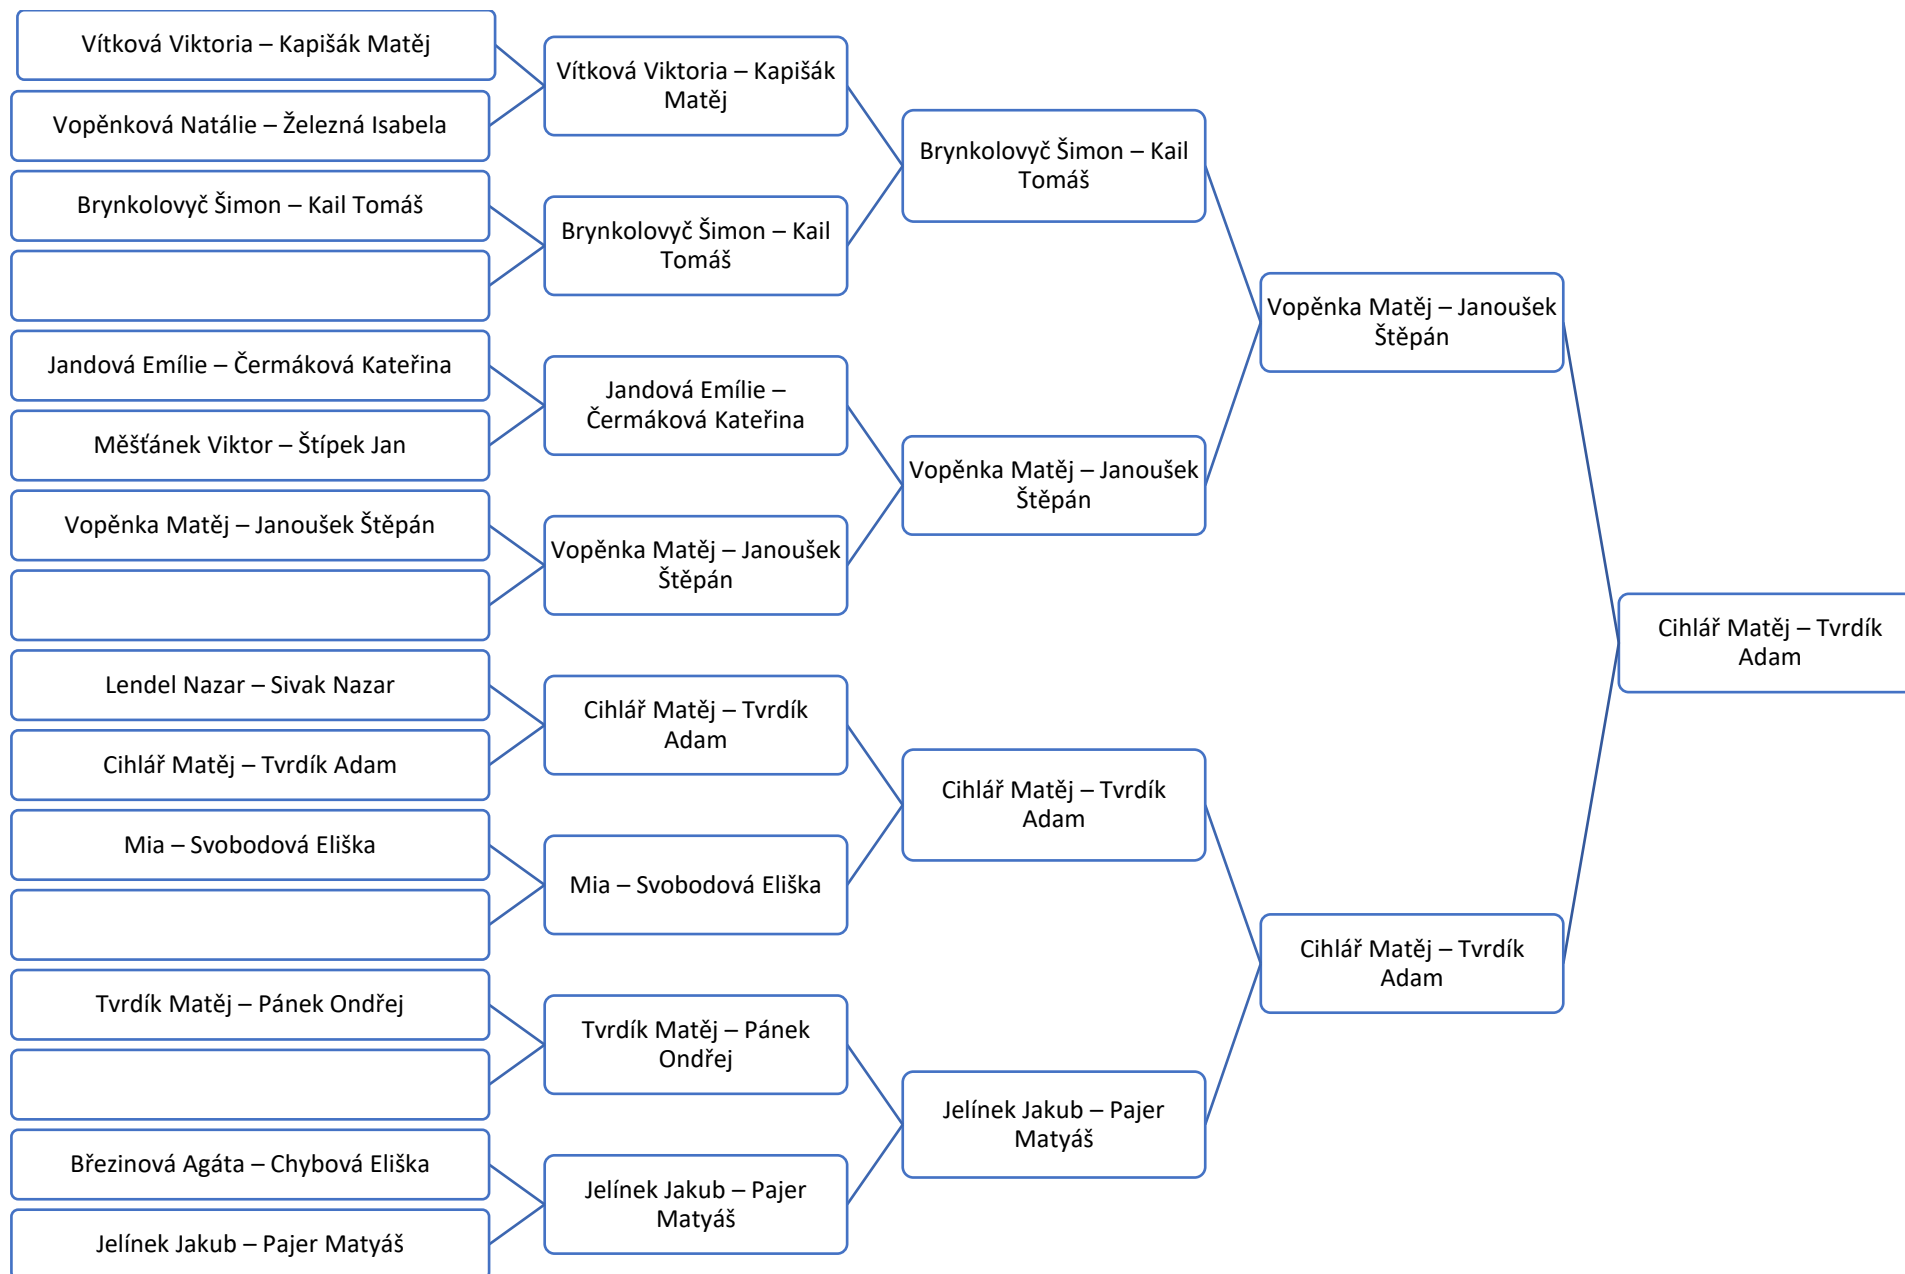 Vítková Viktoria – Kapišák Matěj
Vopěnková Natálie – Železná Isabela
Brynkolovyč Šimon – Kail Tomáš
Jandová Emílie – Čermáková Kateřina
Měšťánek Viktor – Štípek Jan
Vopěnka Matěj – Janoušek Štěpán
Lendel Nazar – Sivak Nazar
Cihlář Matěj – Tvrdík Adam
Mia – Svobodová Eliška
Tvrdík Matěj – Pánek Ondřej
Březinová Agáta – Chybová Eliška
Jelínek Jakub – Pajer Matyáš
Vítková Viktoria – Kapišák
Matěj
Brynkolovyč Šimon – Kail
Tomáš
Jandová Emílie –
Čermáková Kateřina
Vopěnka Matěj – Janoušek
Štěpán
Cihlář Matěj – Tvrdík
Adam
Mia – Svobodová Eliška
Tvrdík Matěj – Pánek
Ondřej
Jelínek Jakub – Pajer
Matyáš
Brynkolovyč Šimon – Kail
Tomáš
Vopěnka Matěj – Janoušek
Štěpán
Cihlář Matěj – Tvrdík
Adam
Jelínek Jakub – Pajer
Matyáš
Vopěnka Matěj – Janoušek
Štěpán
Cihlář Matěj – Tvrdík
Adam
Cihlář Matěj – Tvrdík
Adam